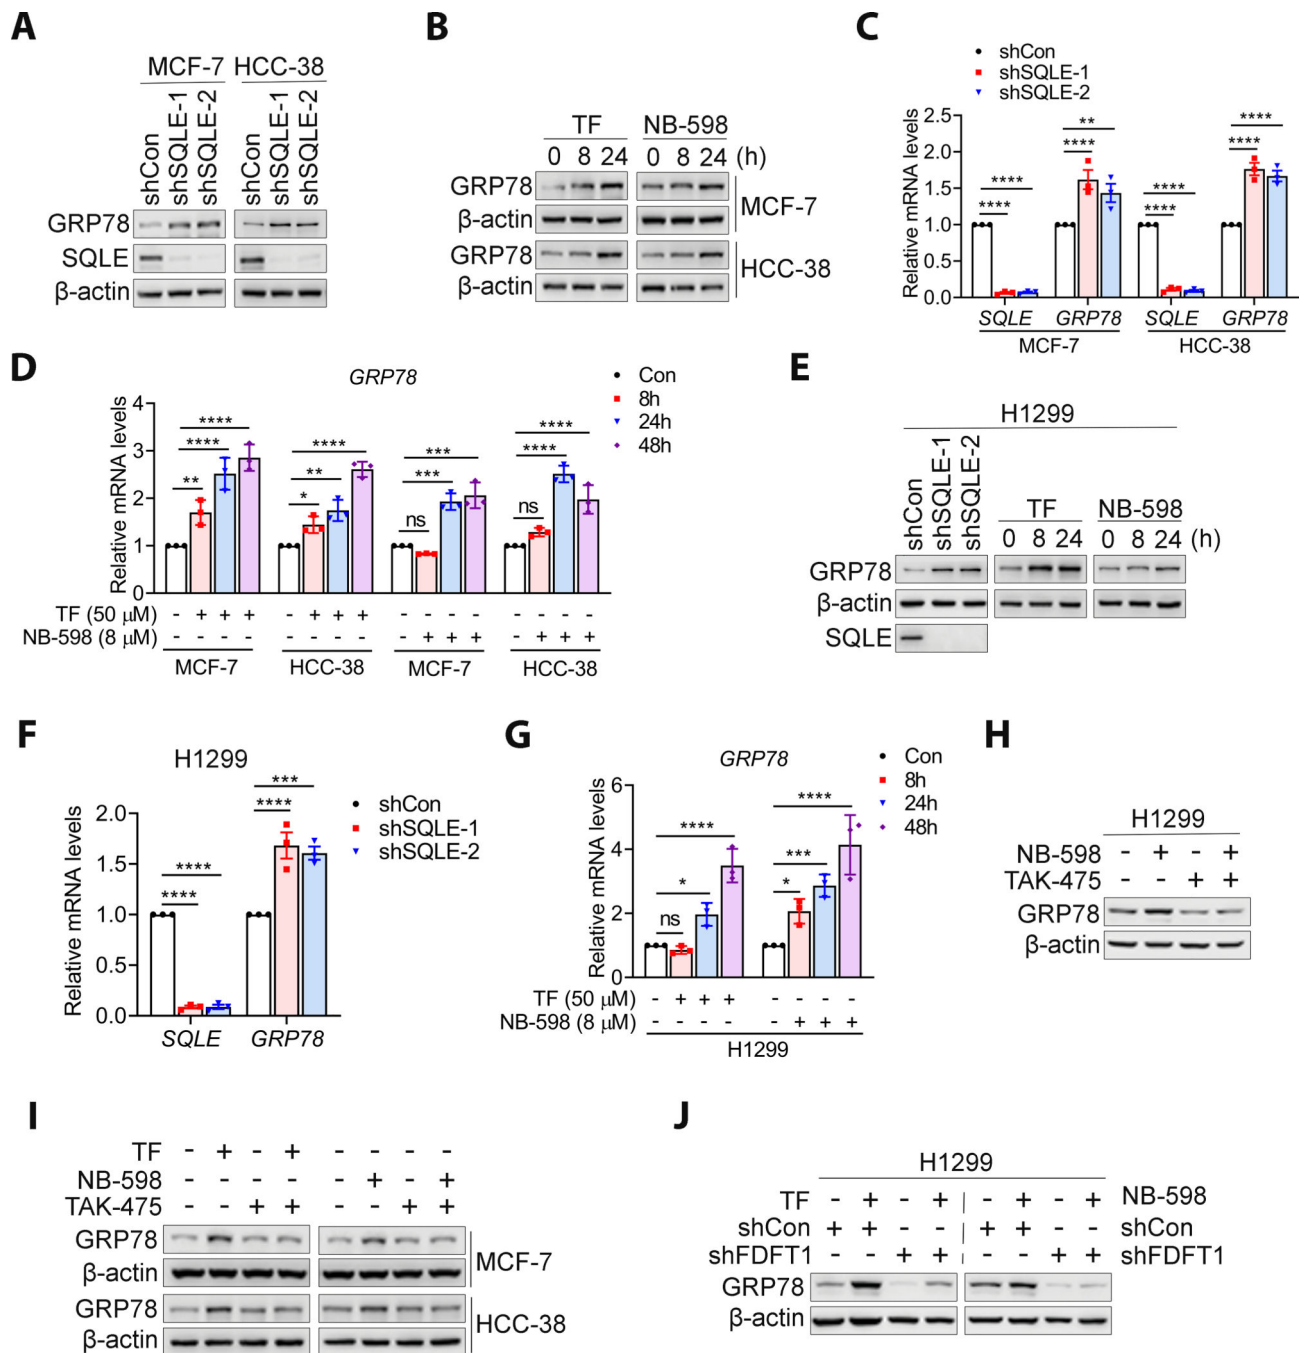 A
MCF-7 HCC-38
shCon shSQLE-1 shSQLE-2 shCon shSQLE-1 shSQLE-2
GRP78
SQLE
β-actin
B
TF NB-598
0 8 24 0 8 24 (h)
GRP78
β-actin
MCF-7
GRP78
β-actin
HCC-38
C
shCon
shSQLE-1
shSQLE-2
Relative mRNA levels
2.5
2.0
1.5
1.0
0.5
0.0
**** **** **** ** **** **** **** ****
SQLE GRP78 SQLE GRP78
MCF-7 HCC-38
D
GRP78
Con
8h
24h
48h
Relative mRNA levels
4
3
2
1
0
** **** **** * ** **** ns *** *** ns **** ****
TF (50 μM) - + + + - + + + - - - - - - - -
NB-598 (8 μM) - - - - - - - - - + + + - + + +
MCF-7 HCC-38 MCF-7 HCC-38
E
H1299
shCon shSQLE-1 shSQLE-2
TF NB-598
0 8 24 0 8 24 (h)
GRP78
β-actin
SQLE
F
H1299
shCon
shSQLE-1
shSQLE-2
Relative mRNA levels
2.0
1.5
1.0
0.5
0.0
**** **** **** ***
SQLE GRP78
G
GRP78
Con
8h
24h
48h
Relative mRNA levels
6
4
2
0
ns * **** * *** ****
TF (50 μM) - + + + - - - -
NB-598 (8 μM) - - - - - + + +
H1299
H
H1299
NB-598 - + - +
TAK-475 - - + +
GRP78
β-actin
I
TF - + - + - - - -
NB-598 - - - - - + - +
TAK-475 - - + + - - + +
GRP78
β-actin
MCF-7
GRP78
β-actin
HCC-38
J
H1299
TF - + - + - + - + NB-598
shCon + + - - + + - - shCon
shFDFT1 - - + + - - + + shFDFT1
GRP78
β-actin